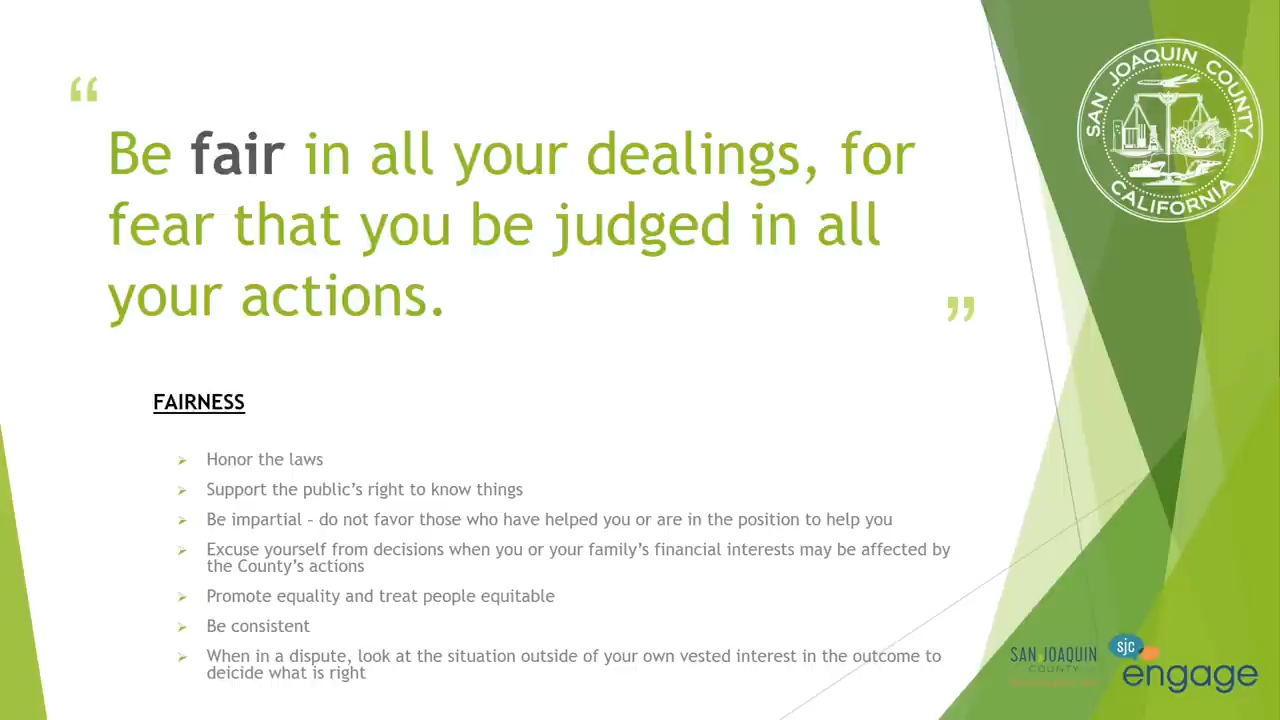 “
Be fair in all your dealings, for
fear that you be judged in all
your actions.
”
FAIRNESS
Honor the laws
Support the public’s right to know things
Be impartial – do not favor those who have helped you or are in the position to help you
Excuse yourself from decisions when you or your family’s financial interests may be affected by
the County’s actions
Promote equality and treat people equitable
Be consistent
When in a dispute, look at the situation outside of your own vested interest in the outcome to
deicide what is right
SAN JOAQUIN COUNTY
CALIFORNIA
SAN JOAQUIN
COUNTY
sjc
engage